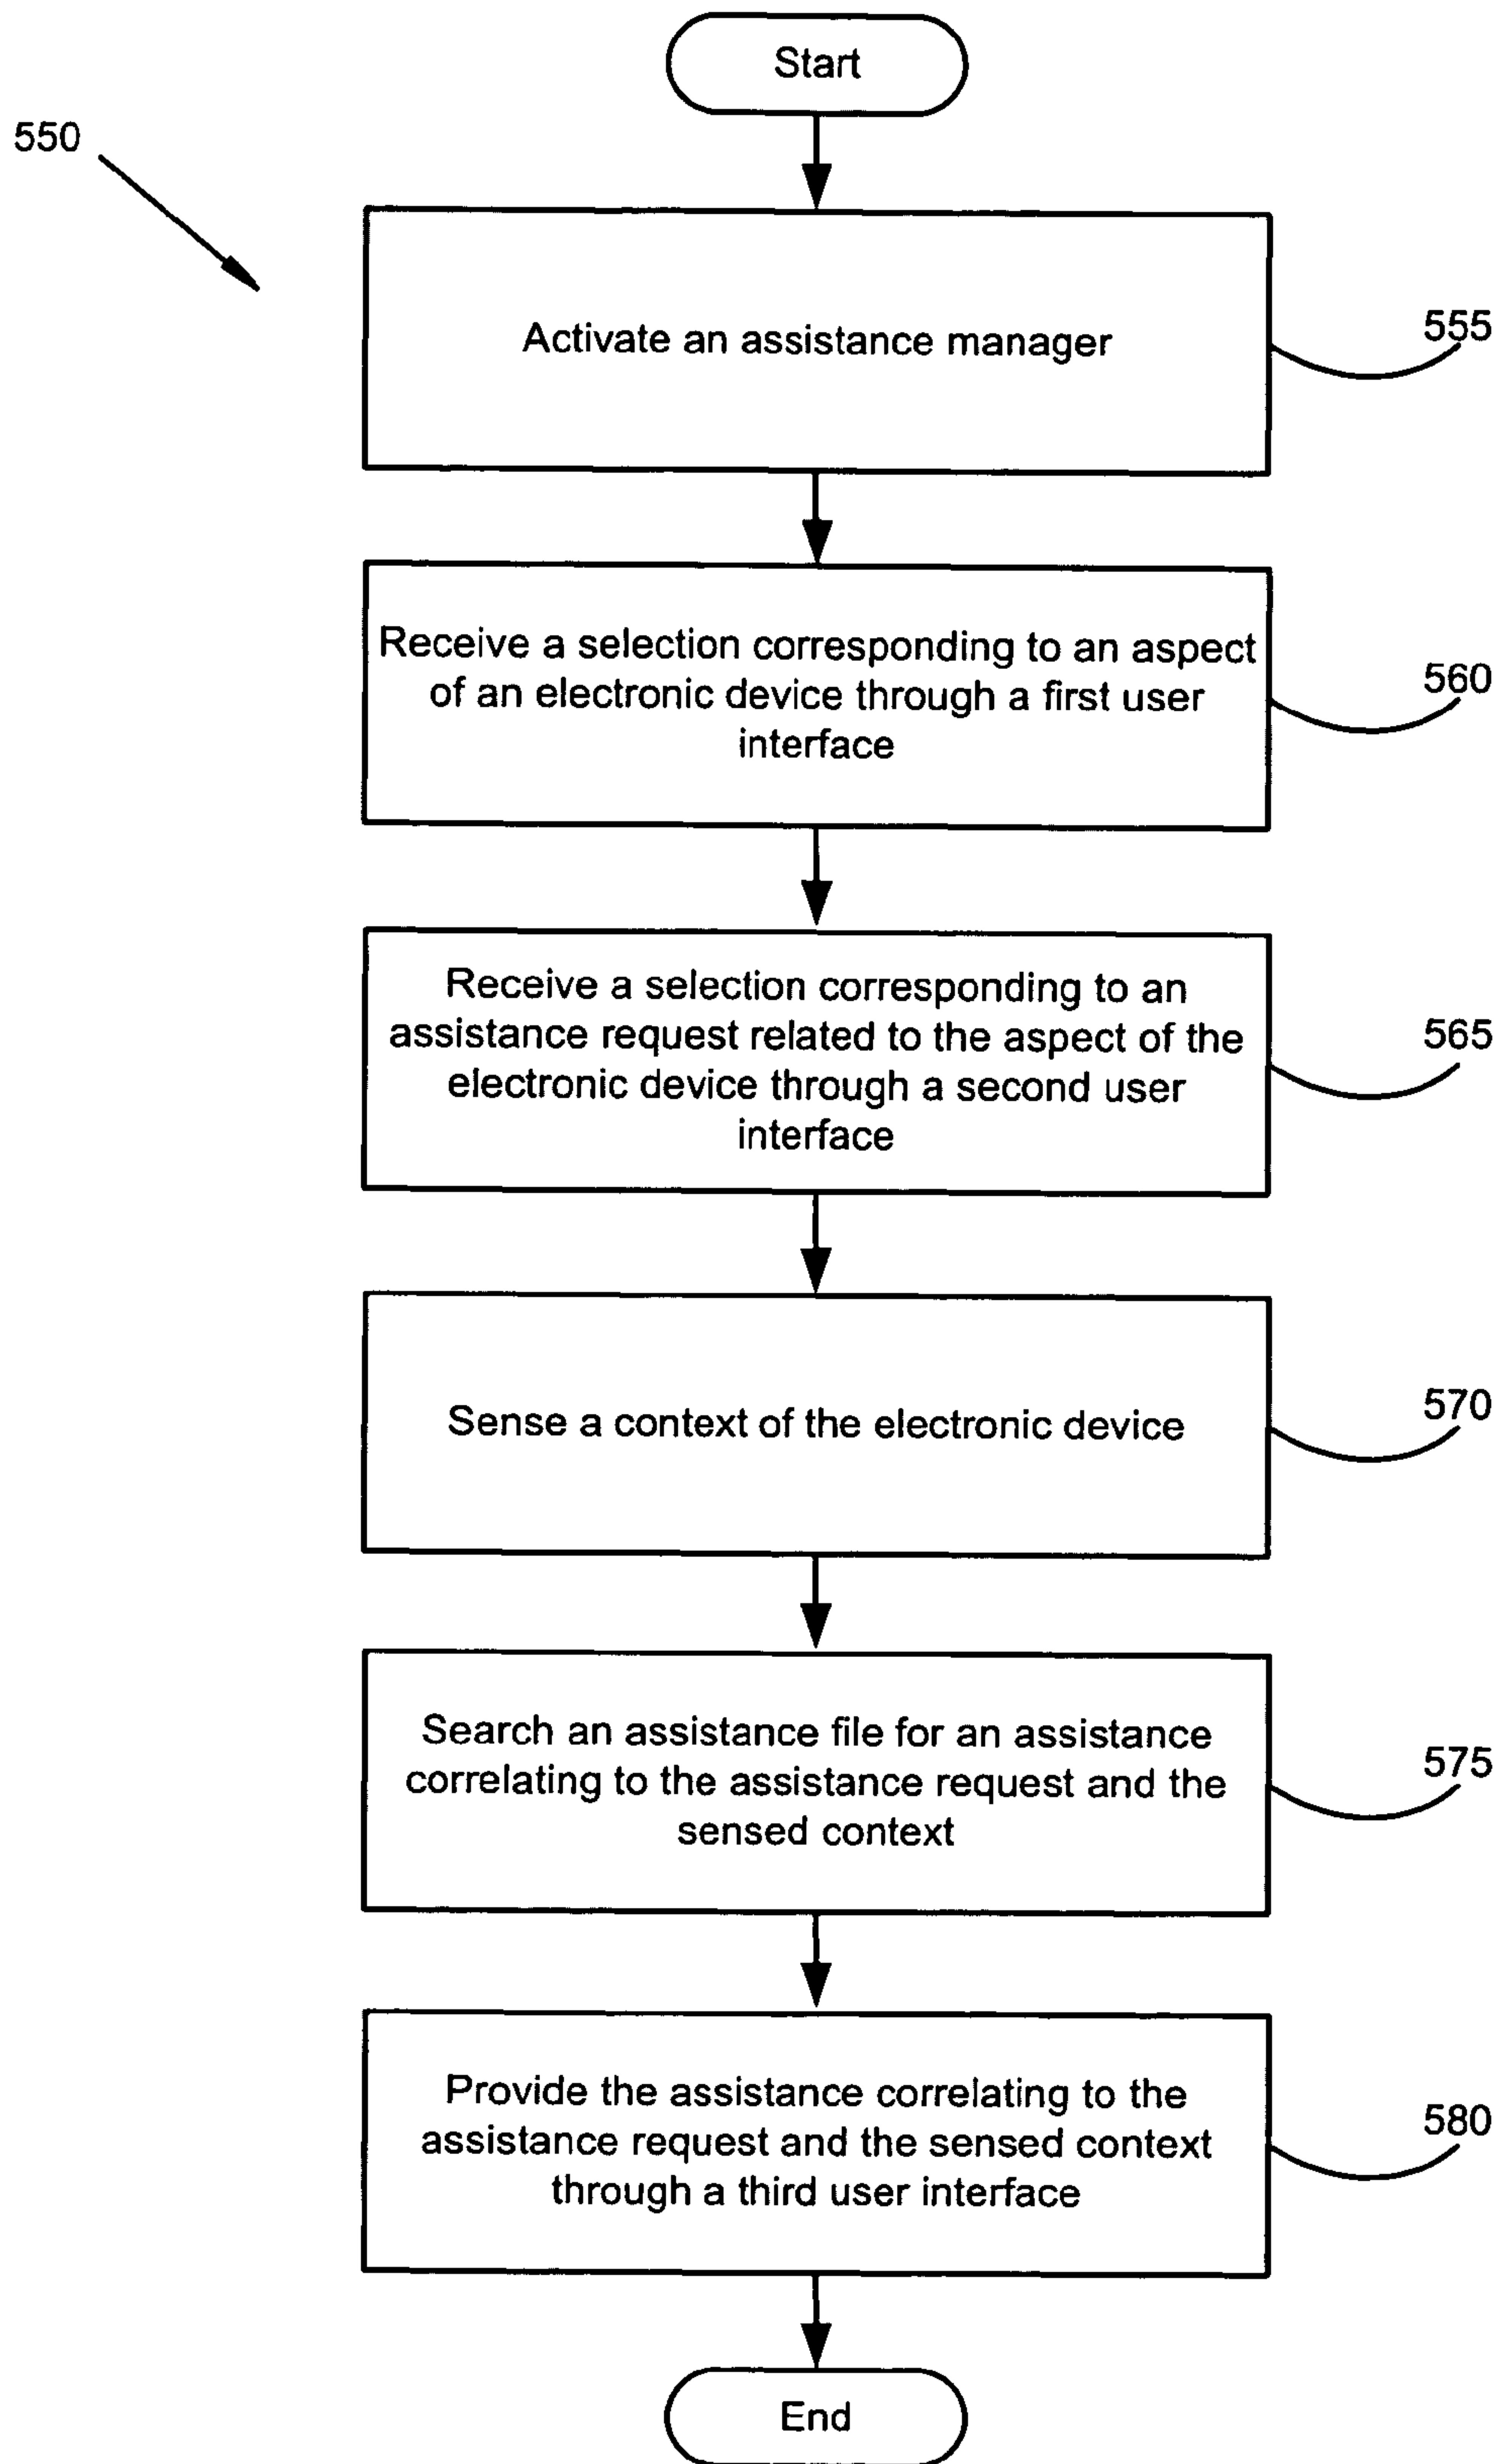 Start
550
Activate an assistance manager
555
Receive a selection corresponding to an aspect
of an electronic device through a first user
interface
560
Receive a selection corresponding to an
assistance request related to the aspect of the
electronic device through a second user
interface
565
Sense a context of the electronic device
570
Search an assistance file for an assistance
correlating to the assistance request and the
sensed context
575
Provide the assistance correlating to the
assistance request and the sensed context
through a third user interface
580
End